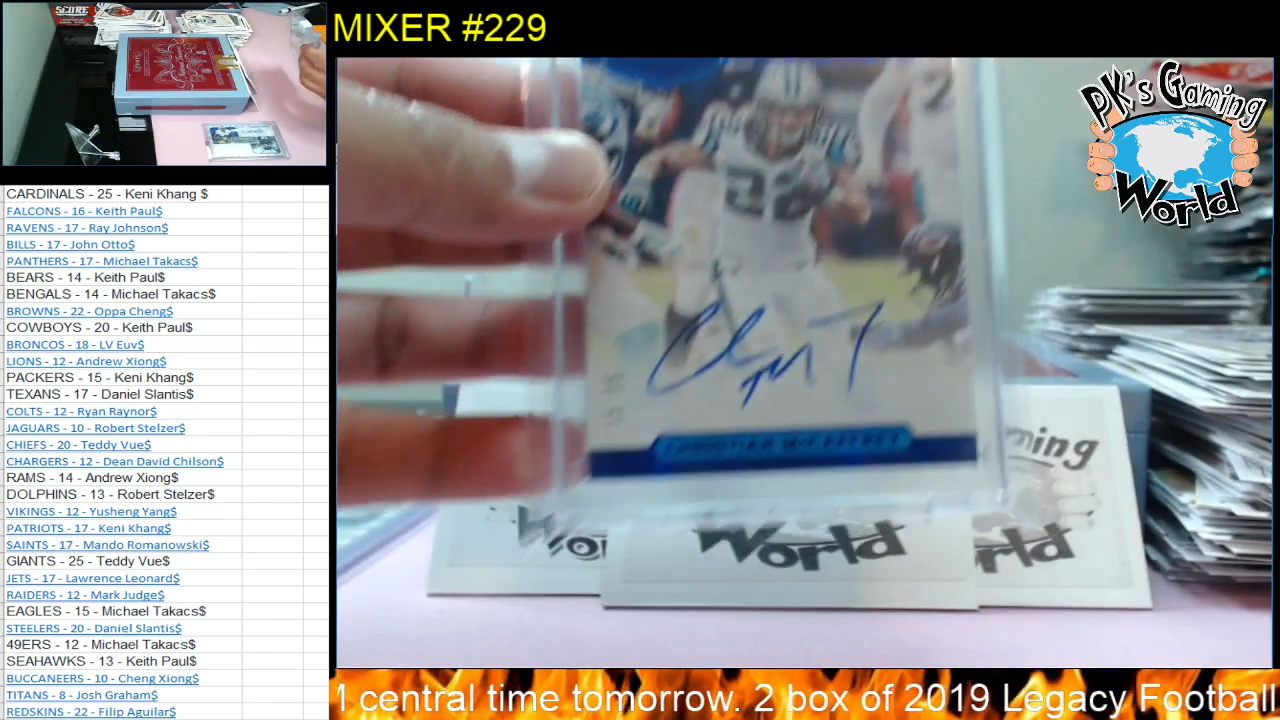 SCORE
MIXER #229
PK's Gaming
World
CARDINALS - 25 - Keni Khang $
FALCONS - 16 - Keith Paul$
RAVENS - 17 - Ray Johnson$
BILLS - 17 - John Otto$
PANTHERS - 17 - Michael Takacs$
BEARS - 14 - Keith Paul$
BENGALS - 14 - Michael Takacs$
BROWNS - 22 - Oppa Cheng$
COWBOYS - 20 - Keith Paul$
BRONCOS - 18 - LV Euv$
LIONS - 12 - Andrew Xiong$
PACKERS - 15 - Keni Khang$
TEXANS - 17 - Daniel Slantis$
COLTS - 12 - Ryan Raynor$
JAGUARS - 10 - Robert Stelzer$
CHIEFS - 20 - Teddy Vue$
CHARGERS - 12 - Dean David Chilson$
RAMS - 14 - Andrew Xiong$
DOLPHINS - 13 - Robert Stelzer$
VIKINGS - 12 - Yusheng Yang$
PATRIOTS - 17 - Keni Khang$
SAINTS - 17 - Mando Romanowski$
GIANTS - 25 - Teddy Vue$
JETS - 17 - Lawrence Leonard$
RAIDERS - 12 - Mark Judge$
EAGLES - 15 - Michael Takacs$
STEELERS - 20 - Daniel Slantis$
49ERS - 12 - Michael Takacs$
SEAHAWKS - 13 - Keith Paul$
BUCCANEERS - 10 - Cheng Xiong$
TITANS - 8 - Josh Graham$
REDSKINS - 22 - Filip Aguilar$
22
CHRISTIAN McCAFFREY
ming
World
M central time tomorrow. 2 box of 2019 Legacy Football